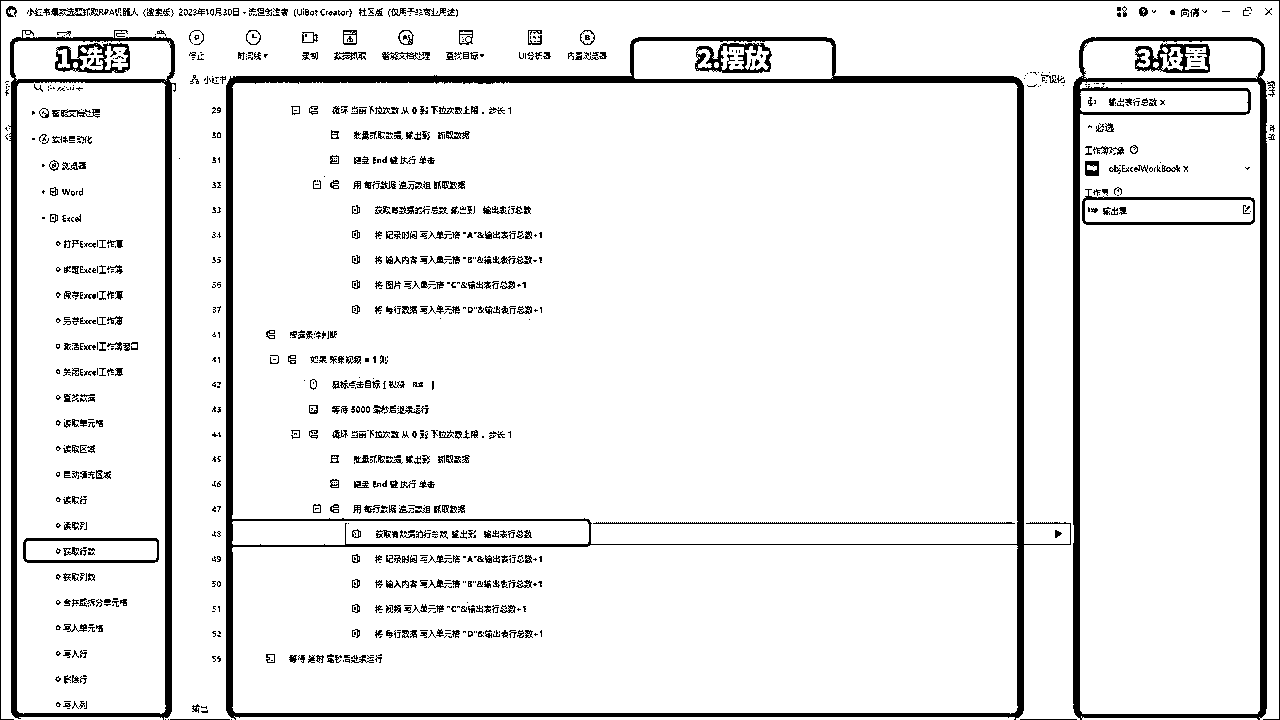 小红书爆款选题抓取RPA机器人（搜索版）2023年10月30日 - 流程创造者（UiBot Creator） 社区版（仅用于非商业用途）
向倩
1.选择
2.摆放
3.设置
停止
时间线
录制
数据抓取
智能文档处理
查找目标
UI分析器
内置浏览器
小红书
可视化
智能文档处理
软件自动化
浏览器
Word
Excel
打开Excel工作簿
绑定Excel工作簿
保存Excel工作簿
另存Excel工作簿
激活Excel工作簿窗口
关闭Excel工作簿
查找数据
读取单元格
读取区域
自动填充区域
读取行
读取列
获取行数
获取列数
合并或拆分单元格
写入单元格
写入行
删除行
写入列
29 循环 当前下拉次数 从 0 到 下拉次数上限，步长 1
30 批量抓取数据, 输出到 抓取数据
31 键盘 End 键 执行 单击
32 用 每行数据 遍历数组 抓取数据
33 获取有数据的行总数, 输出到 输出表行总数
34 将 记录时间 写入单元格 "A"&输出表行总数+1
35 将 输入内容 写入单元格 "B"&输出表行总数+1
36 将 图片 写入单元格 "C"&输出表行总数+1
37 将 每行数据 写入单元格 "D"&输出表行总数+1
41 根据条件判断
41 如果 采集视频 = 1 则
42 鼠标点击目标
43 等待 5000 毫秒后继续运行
44 循环 当前下拉次数 从 0 到 下拉次数上限，步长 1
45 批量抓取数据, 输出到 抓取数据
46 键盘 End 键 执行 单击
47 用 每行数据 遍历数组 抓取数据
48 获取有数据的行总数, 输出到 输出表行总数
49 将 记录时间 写入单元格 "A"&输出表行总数+1
50 将 输入内容 写入单元格 "B"&输出表行总数+1
51 将 视频 写入单元格 "C"&输出表行总数+1
52 将 每行数据 写入单元格 "D"&输出表行总数+1
55 等待 延时 毫秒后继续运行
输出
输出表行总数 X
必选
工作簿对象
objExcelWorkBook X
工作表
输出表